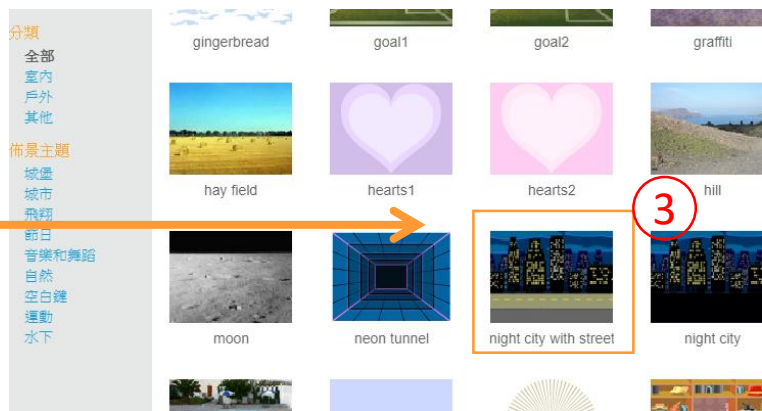 分類
全部
室內
戶外
其他
佈景主題
城堡
城市
飛翔
節日
音樂和舞蹈
自然
空白鍵
運動
水下
gingerbread
goal1
goal2
graffiti
hay field
hearts1
hearts2
hill
3
moon
neon tunnel
night city with street
night city